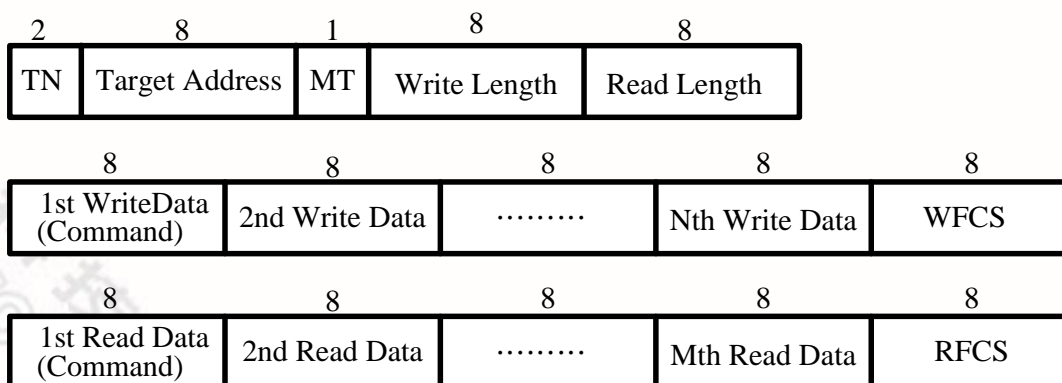 2 8 1 8 8
TN Target Address MT Write Length Read Length
8 8 8 8 8
1st WriteData
(Command) 2nd Write Data ……… Nth Write Data WFCS
8 8 8 8 8
1st Read Data
(Command) 2nd Read Data ……… Mth Read Data RFCS